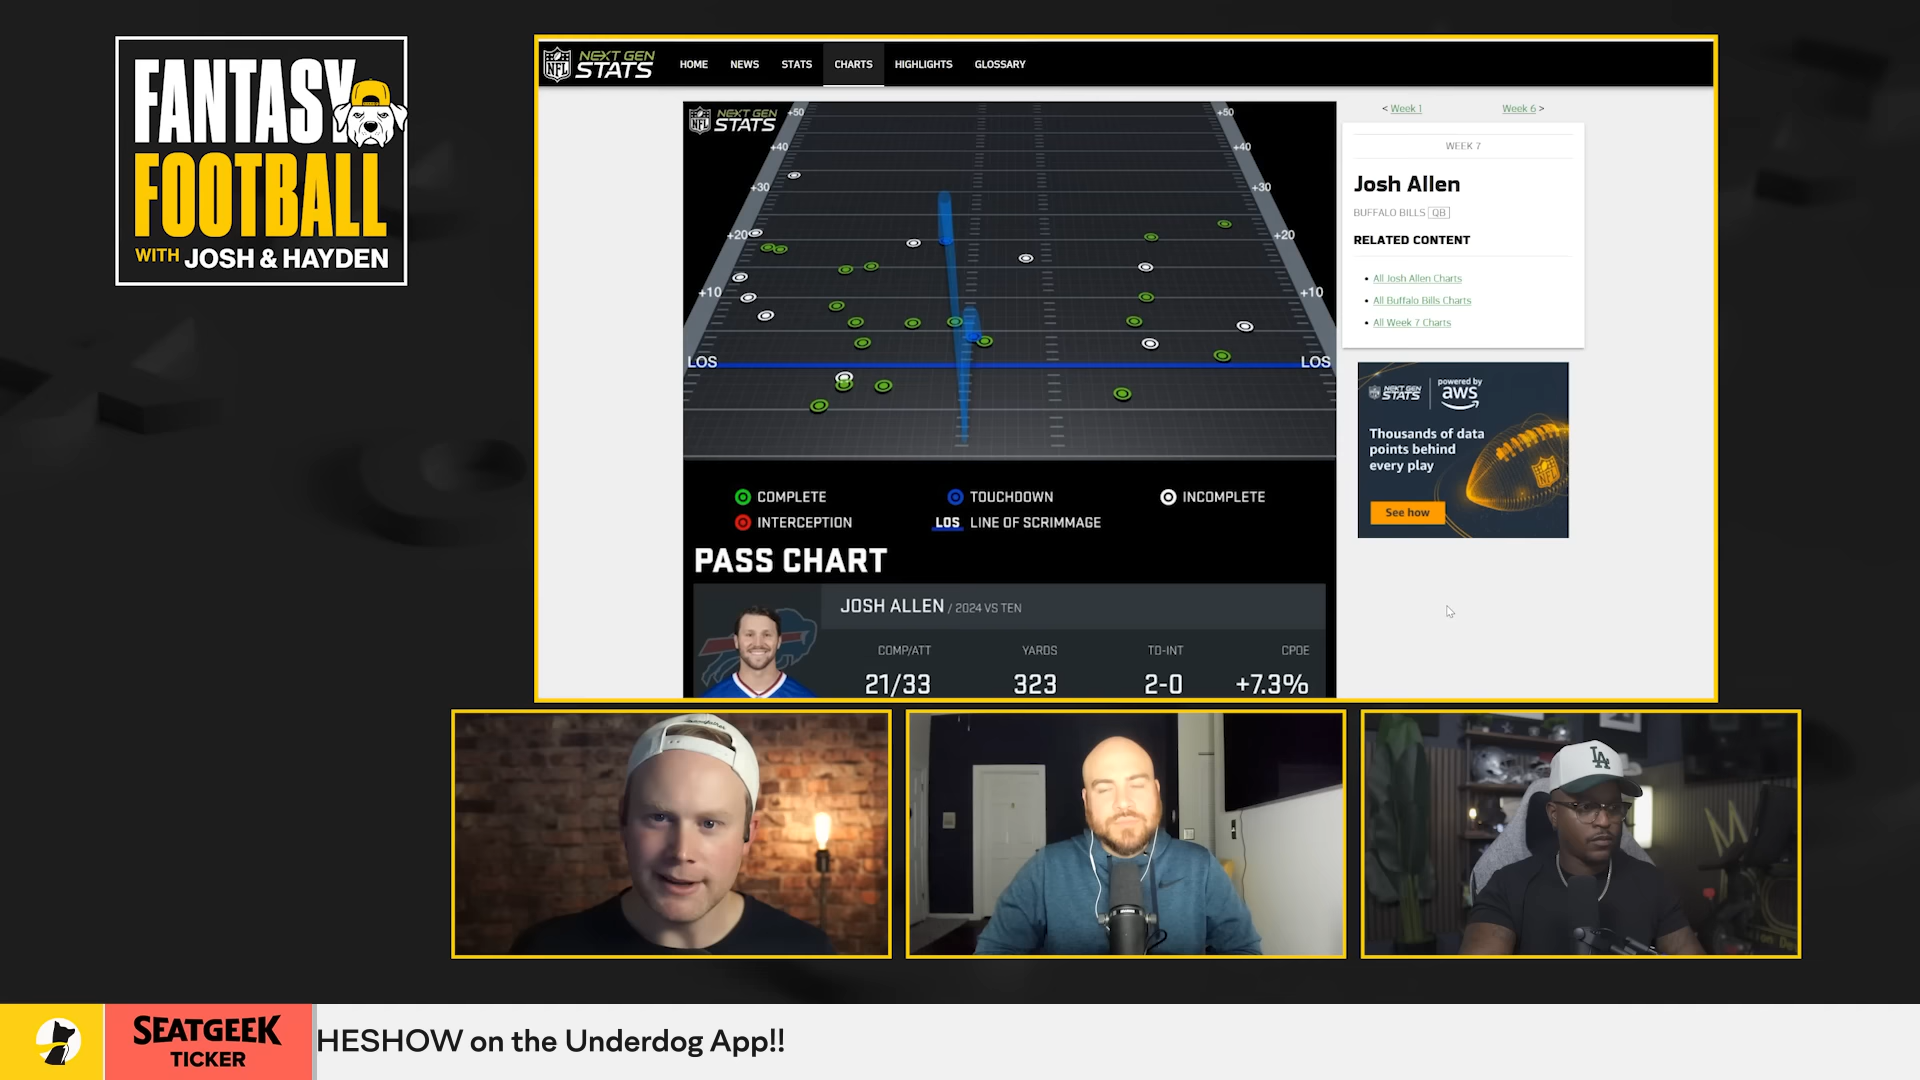 FANTASY
FOOTBALL
WITH JOSH & HAYDEN
NEXT GEN
STATS
NFL
HOME
NEWS
STATS
CHARTS
HIGHLIGHTS
GLOSSARY
NFL
NEXT GEN
STATS
+50
+50
+40
+40
+30
+30
+20
+20
+10
+10
LOS
LOS
COMPLETE
TOUCHDOWN
INCOMPLETE
INTERCEPTION
LOS LINE OF SCRIMMAGE
PASS CHART
JOSH ALLEN / 2024 VS TEN
COMP/ATT
YARDS
TD-INT
CPOE
21/33
323
2-0
+7.3%
< Week 1
Week 6 >
WEEK 7
Josh Allen
BUFFALO BILLS QB
RELATED CONTENT
• All Josh Allen Charts
• All Buffalo Bills Charts
• All Week 7 Charts
NEXT GEN
STATS
powered by
aws
Thousands of data
points behind
every play
NFL
See how
LA
SEATGEEK
TICKER
HESHOW on the Underdog App!!